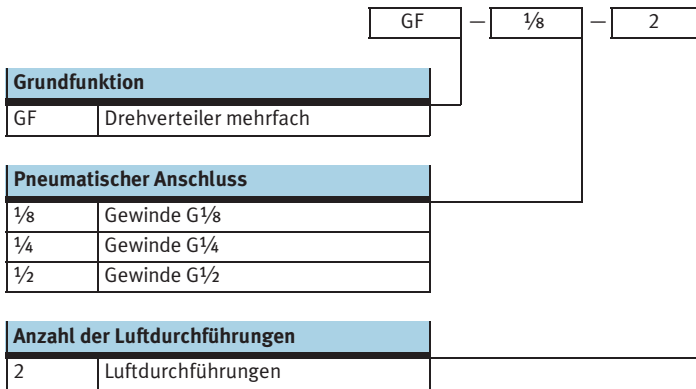 GF — ⅛ — 2
Grundfunktion
GF Drehverteiler mehrfach
Pneumatischer Anschluss
⅛ Gewinde G⅛
¼ Gewinde G¼
½ Gewinde G½
Anzahl der Luftdurchführungen
2 Luftdurchführungen